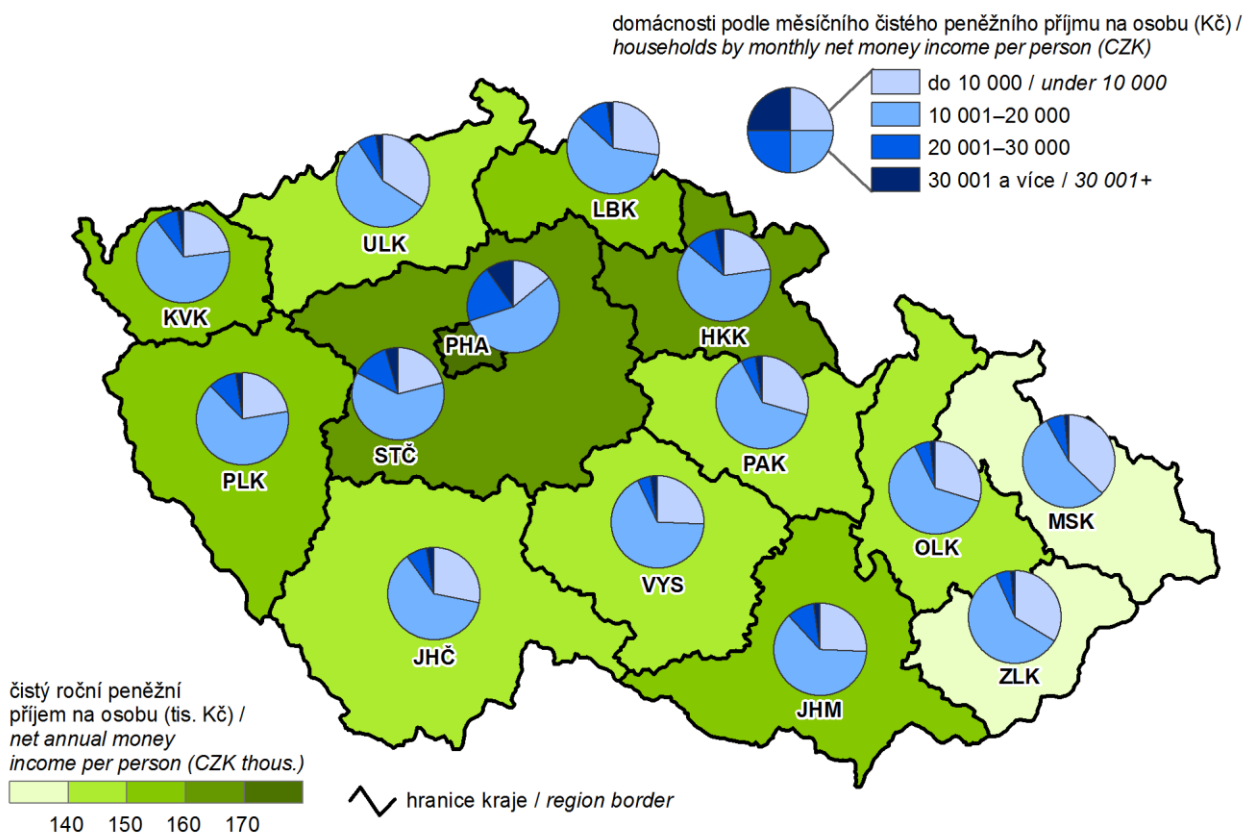 domácnosti podle měsíčního čistého peněžního příjmu na osobu (Kč) /
households by monthly net money income per person (CZK)
do 10 000 / under 10 000
10 001–20 000
20 001–30 000
30 001 a více / 30 001+
LBK
ULK
KVK
HKK
PHA
STČ
PAK
PLK
MSK
OLK
VYS
JHČ
ZLK
JHM
čistý roční peněžní
příjem na osobu (tis. Kč) /
net annual money
income per person (CZK thous.)
hranice kraje / region border
140 150 160 170